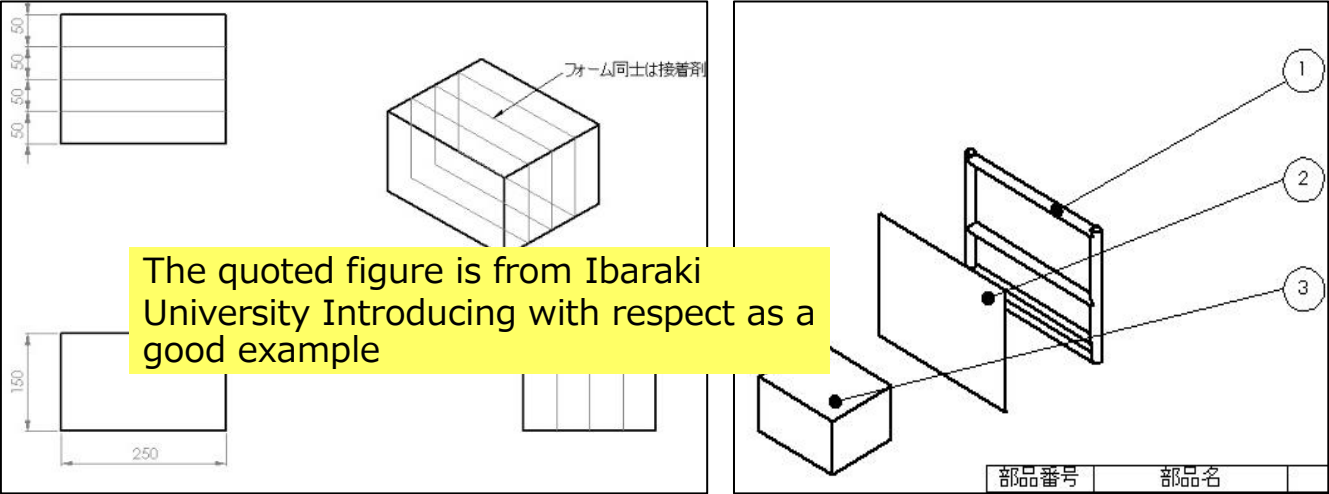 50
50
50
50
フォーム同士は接着剤
The quoted figure is from Ibaraki
University Introducing with respect as a
good example
150
250
1
2
3
部品番号 部品名